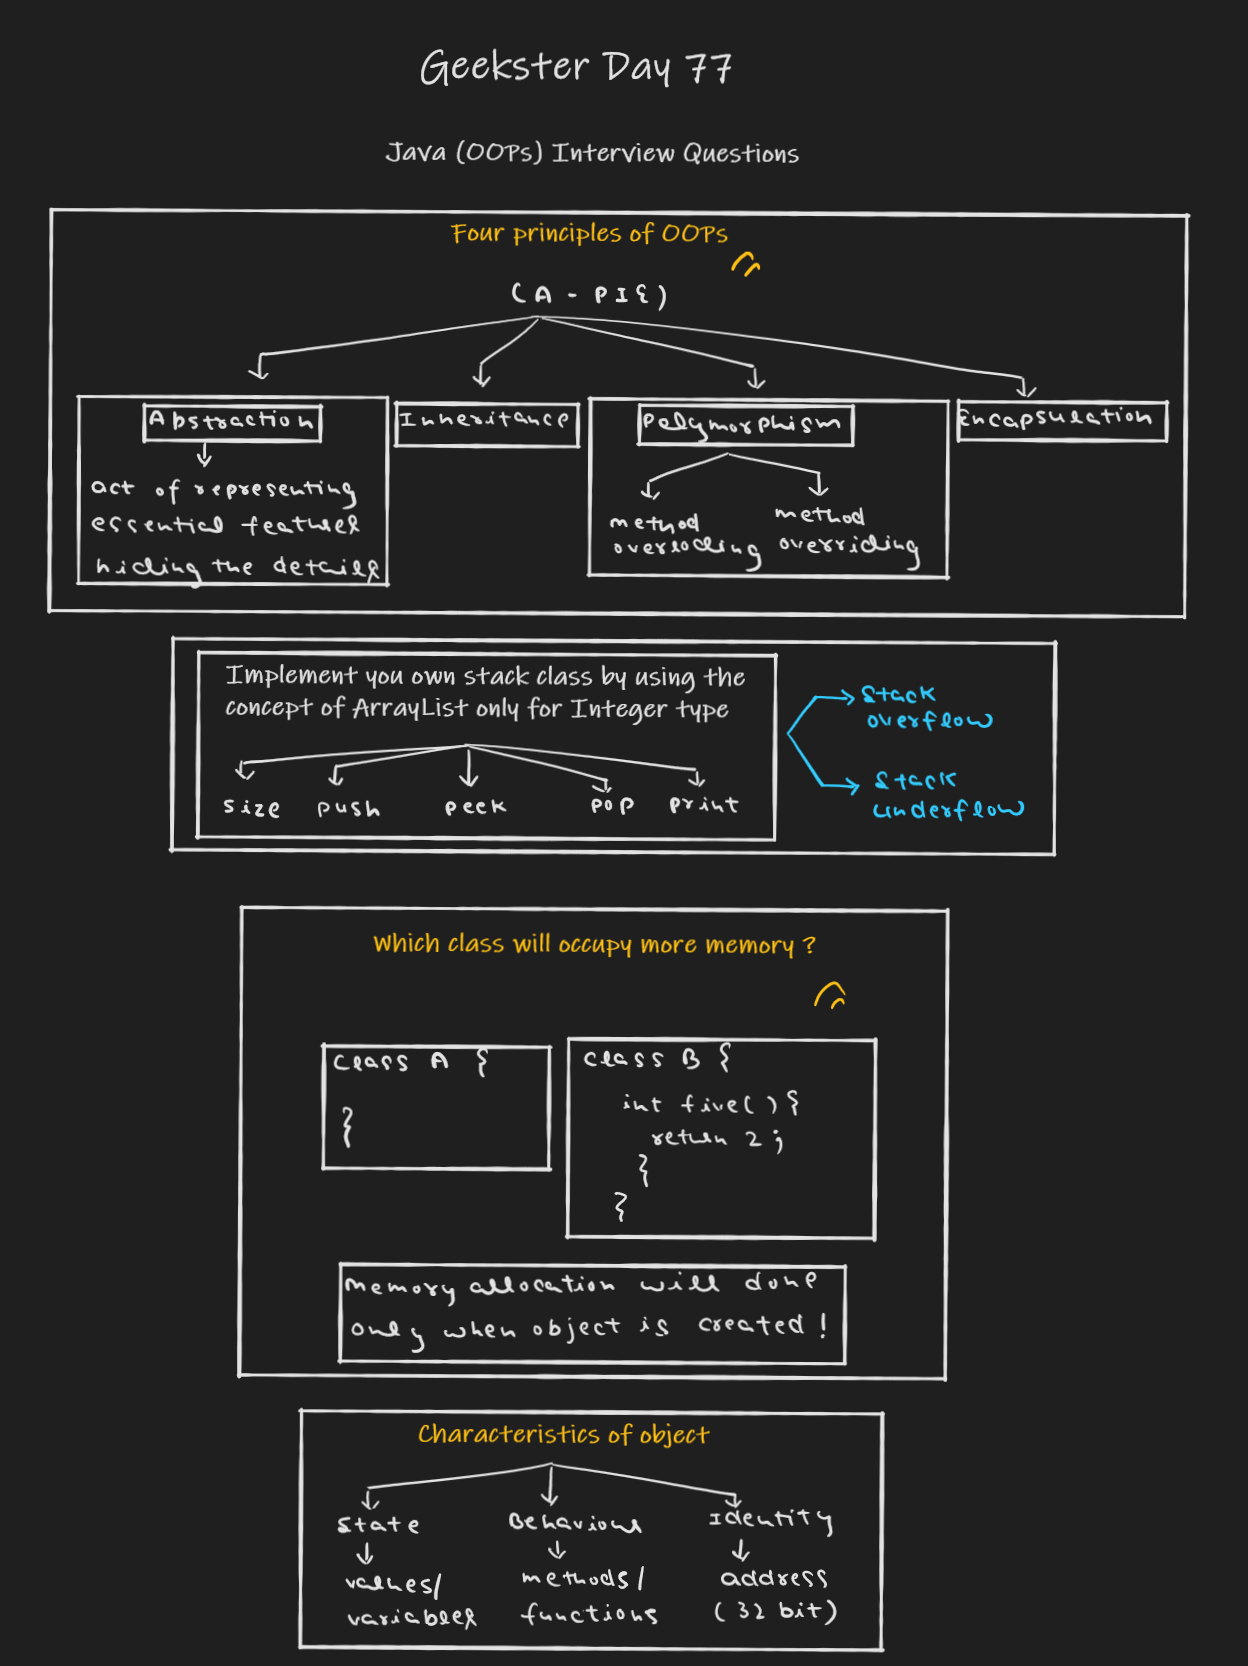 Geekster Day 77
Java (OOPs) Interview Questions
Four principles of OOPs
(A - PIE)
Abstraction
Inheritance
Polymorphism
Encapsulation
act of representing
essential features
hiding the details
method
overloding
method
overriding
Implement you own stack class by using the
concept of ArrayList only for Integer type
size push peek pop print
Stack
overflow
Stack
underflow
Which class will occupy more memory ?
class A {
}
class B {
int five( ) {
return 2 ;
}
}
memory allocation will done
only when object is created !
Characteristics of object
State Behaviour Identity
values/
variables
methods/
functions
address
(32 bit)